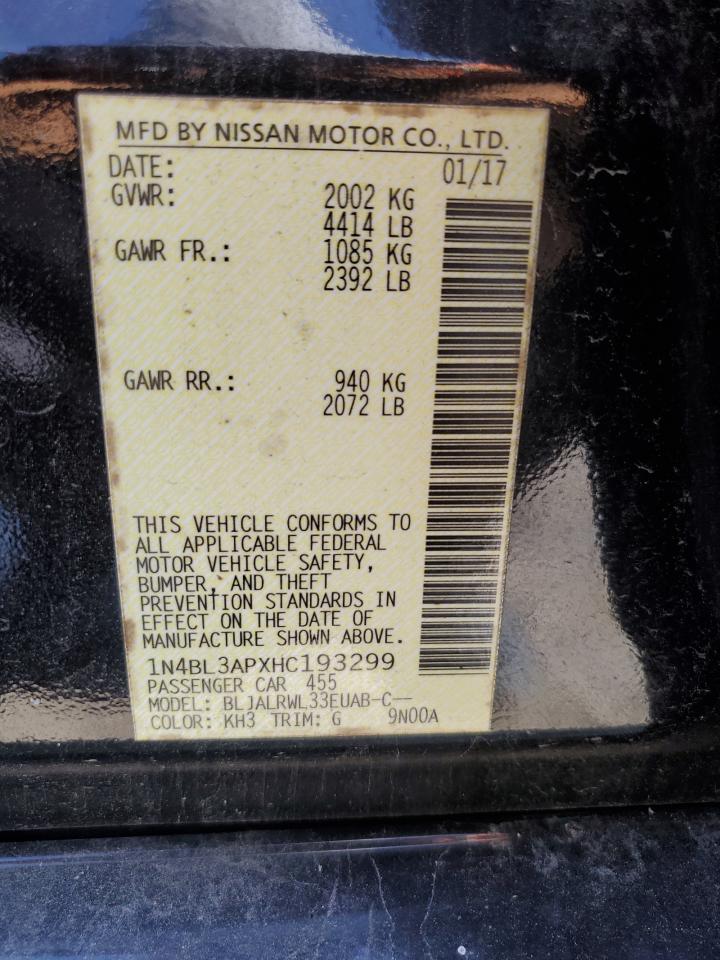 MFD BY NISSAN MOTOR CO., LTD.
DATE: 01/17
GVWR: 2002 KG
4414 LB
GAWR FR.: 1085 KG
2392 LB
GAWR RR.: 940 KG
2072 LB
THIS VEHICLE CONFORMS TO
ALL APPLICABLE FEDERAL
MOTOR VEHICLE SAFETY,
BUMPER, AND THEFT
PREVENTION STANDARDS IN
EFFECT ON THE DATE OF
MANUFACTURE SHOWN ABOVE.
1N4BL3APXHC193299
PASSENGER CAR 455
MODEL: BLJALRWL33EUAB-C--
COLOR: KH3 TRIM: G 9N00A